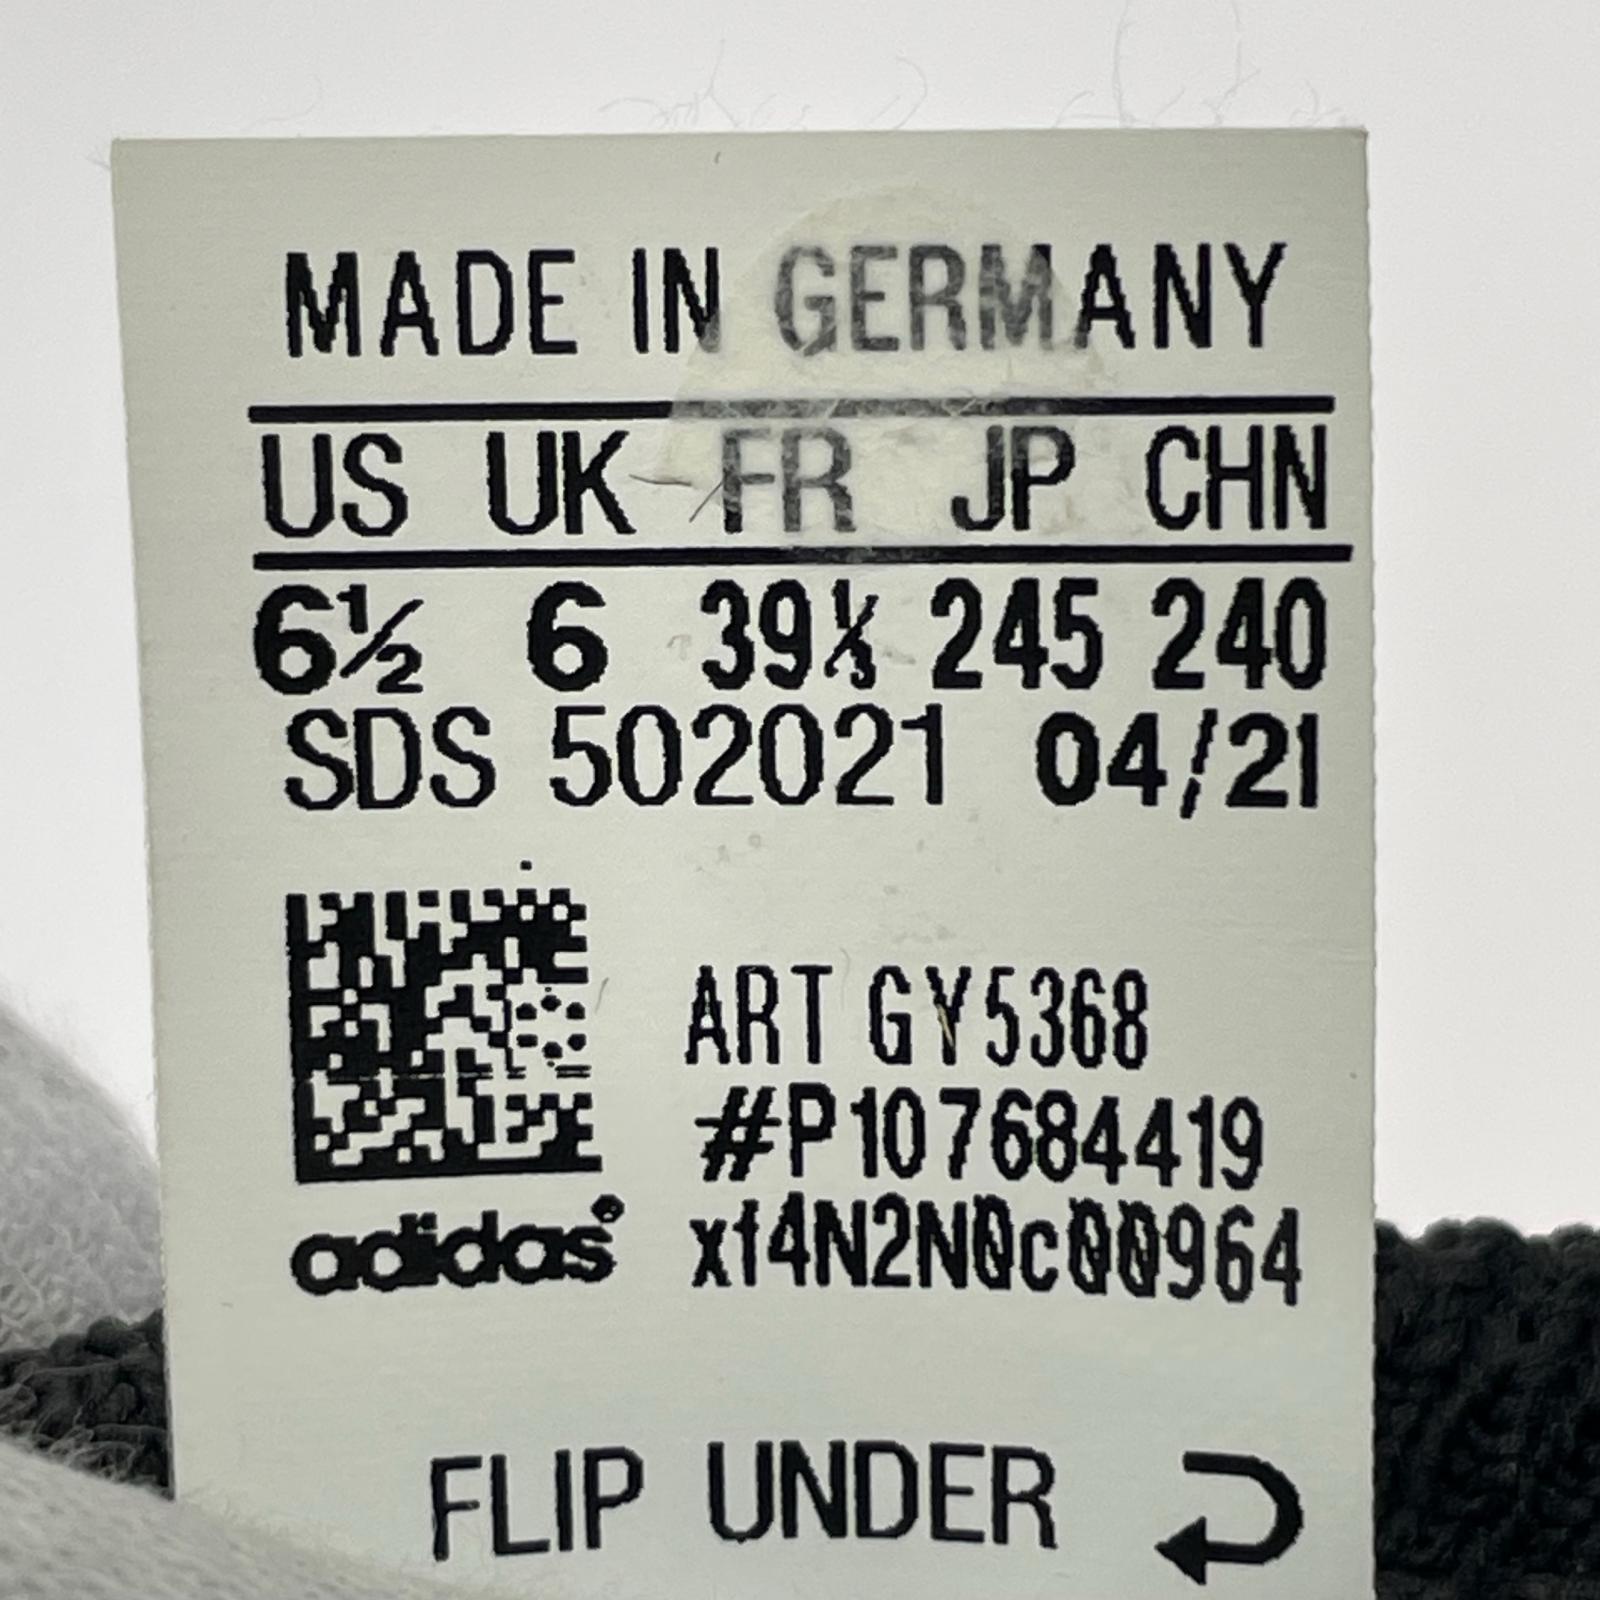 MADE IN GERMANY
US UK FR JP CHN
6½ 6 39⅓ 245 240
SDS 502021 04/21
ART GY5368
#P107684419
adidas® xf4N2N0c00964
FLIP UNDER